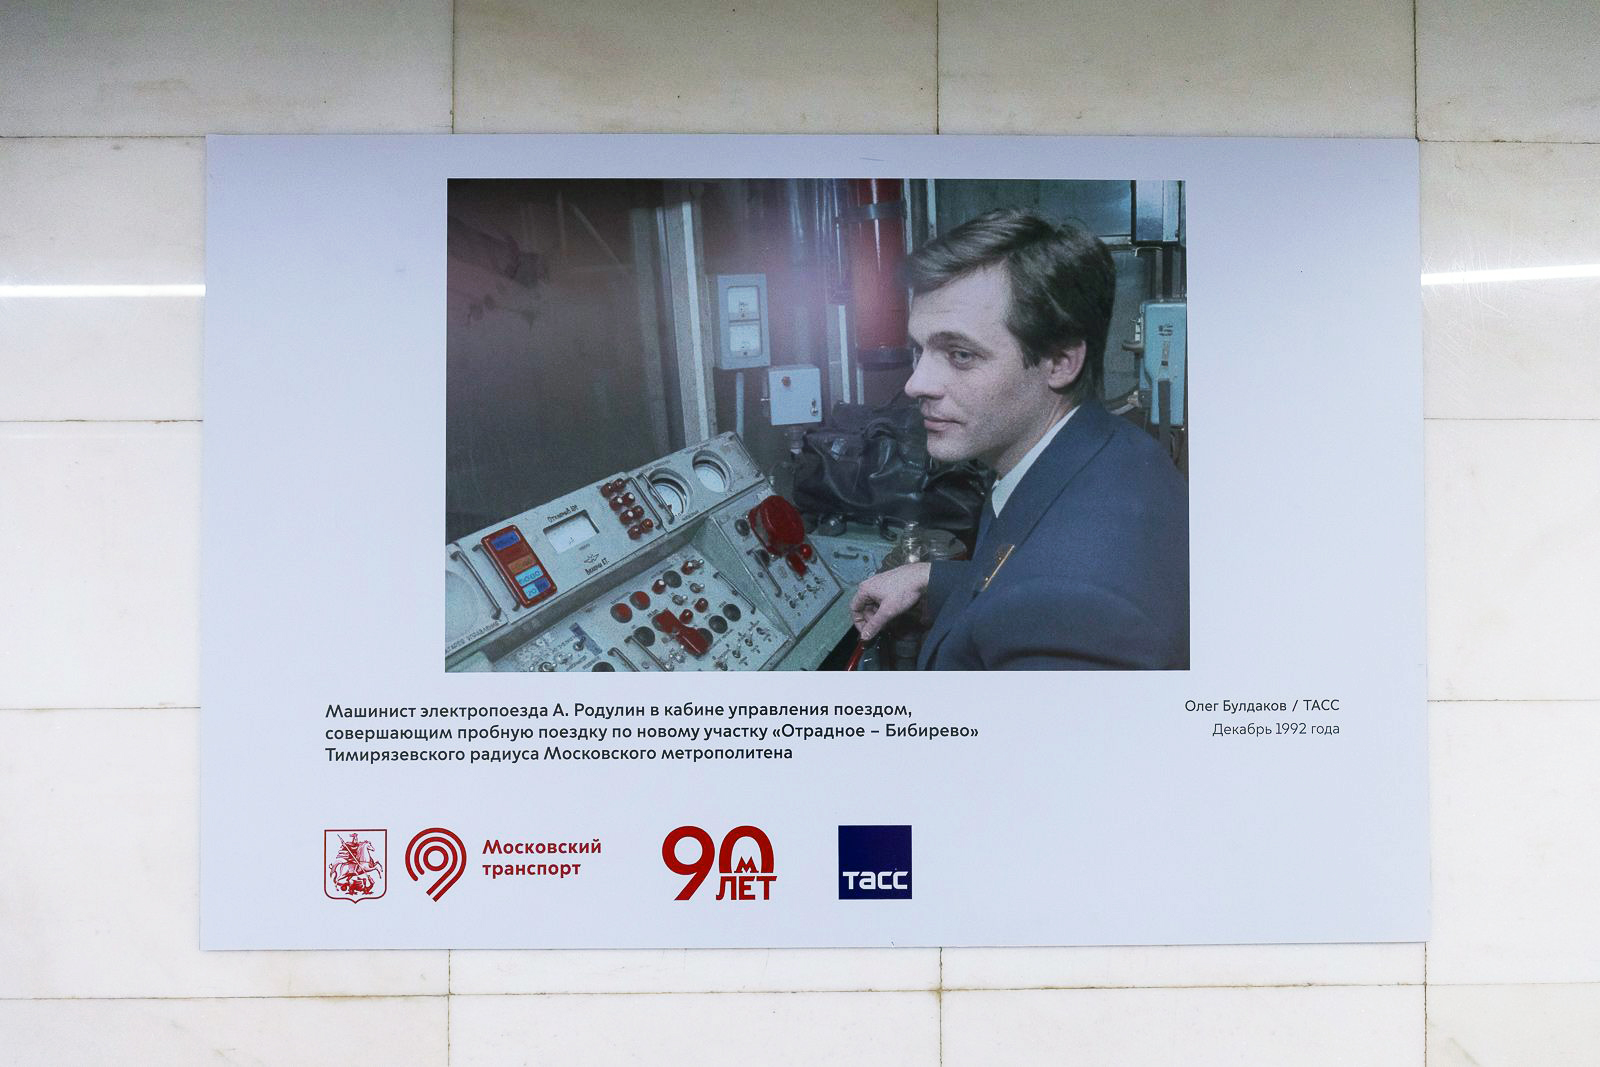 Машинист электропоезда А. Родулин в кабине управления поездом,
совершающим пробную поездку по новому участку «Отрадное – Бибирево»
Тимирязевского радиуса Московского метрополитена
Олег Булдаков / ТАСС
Декабрь 1992 года
Московский
транспорт
90
ЛЕТ
ТАСС